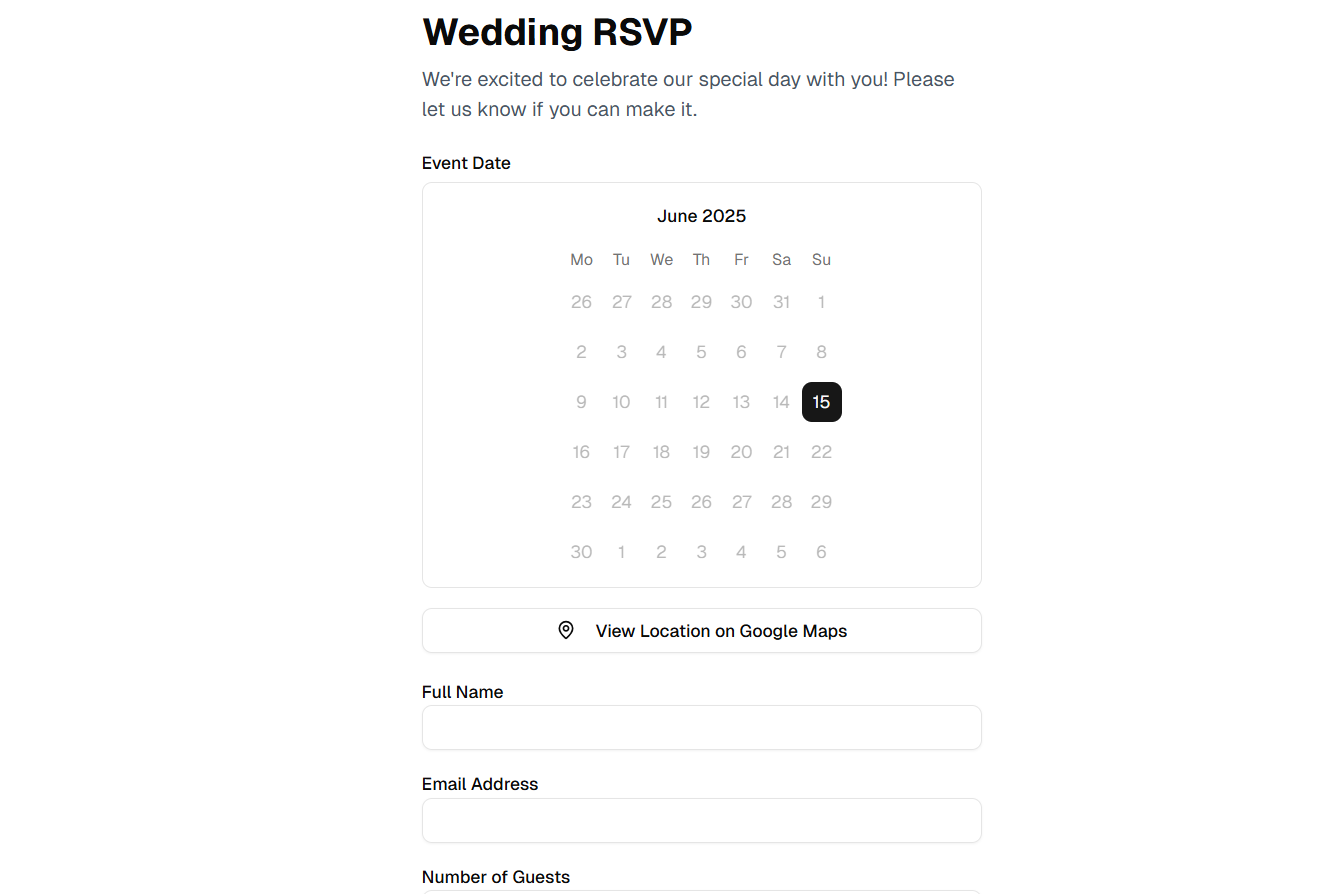 Wedding RSVP
We're excited to celebrate our special day with you! Please
let us know if you can make it.
Event Date
June 2025
Mo Tu We Th Fr Sa Su
26 27 28 29 30 31 1
2 3 4 5 6 7 8
9 10 11 12 13 14 15
16 17 18 19 20 21 22
23 24 25 26 27 28 29
30 1 2 3 4 5 6
View Location on Google Maps
Full Name
Email Address
Number of Guests